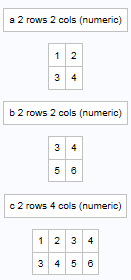 a 2 rows 2 cols (numeric)
1 2
3 4
b 2 rows 2 cols (numeric)
3 4
5 6
c 2 rows 4 cols (numeric)
1 2 3 4
3 4 5 6